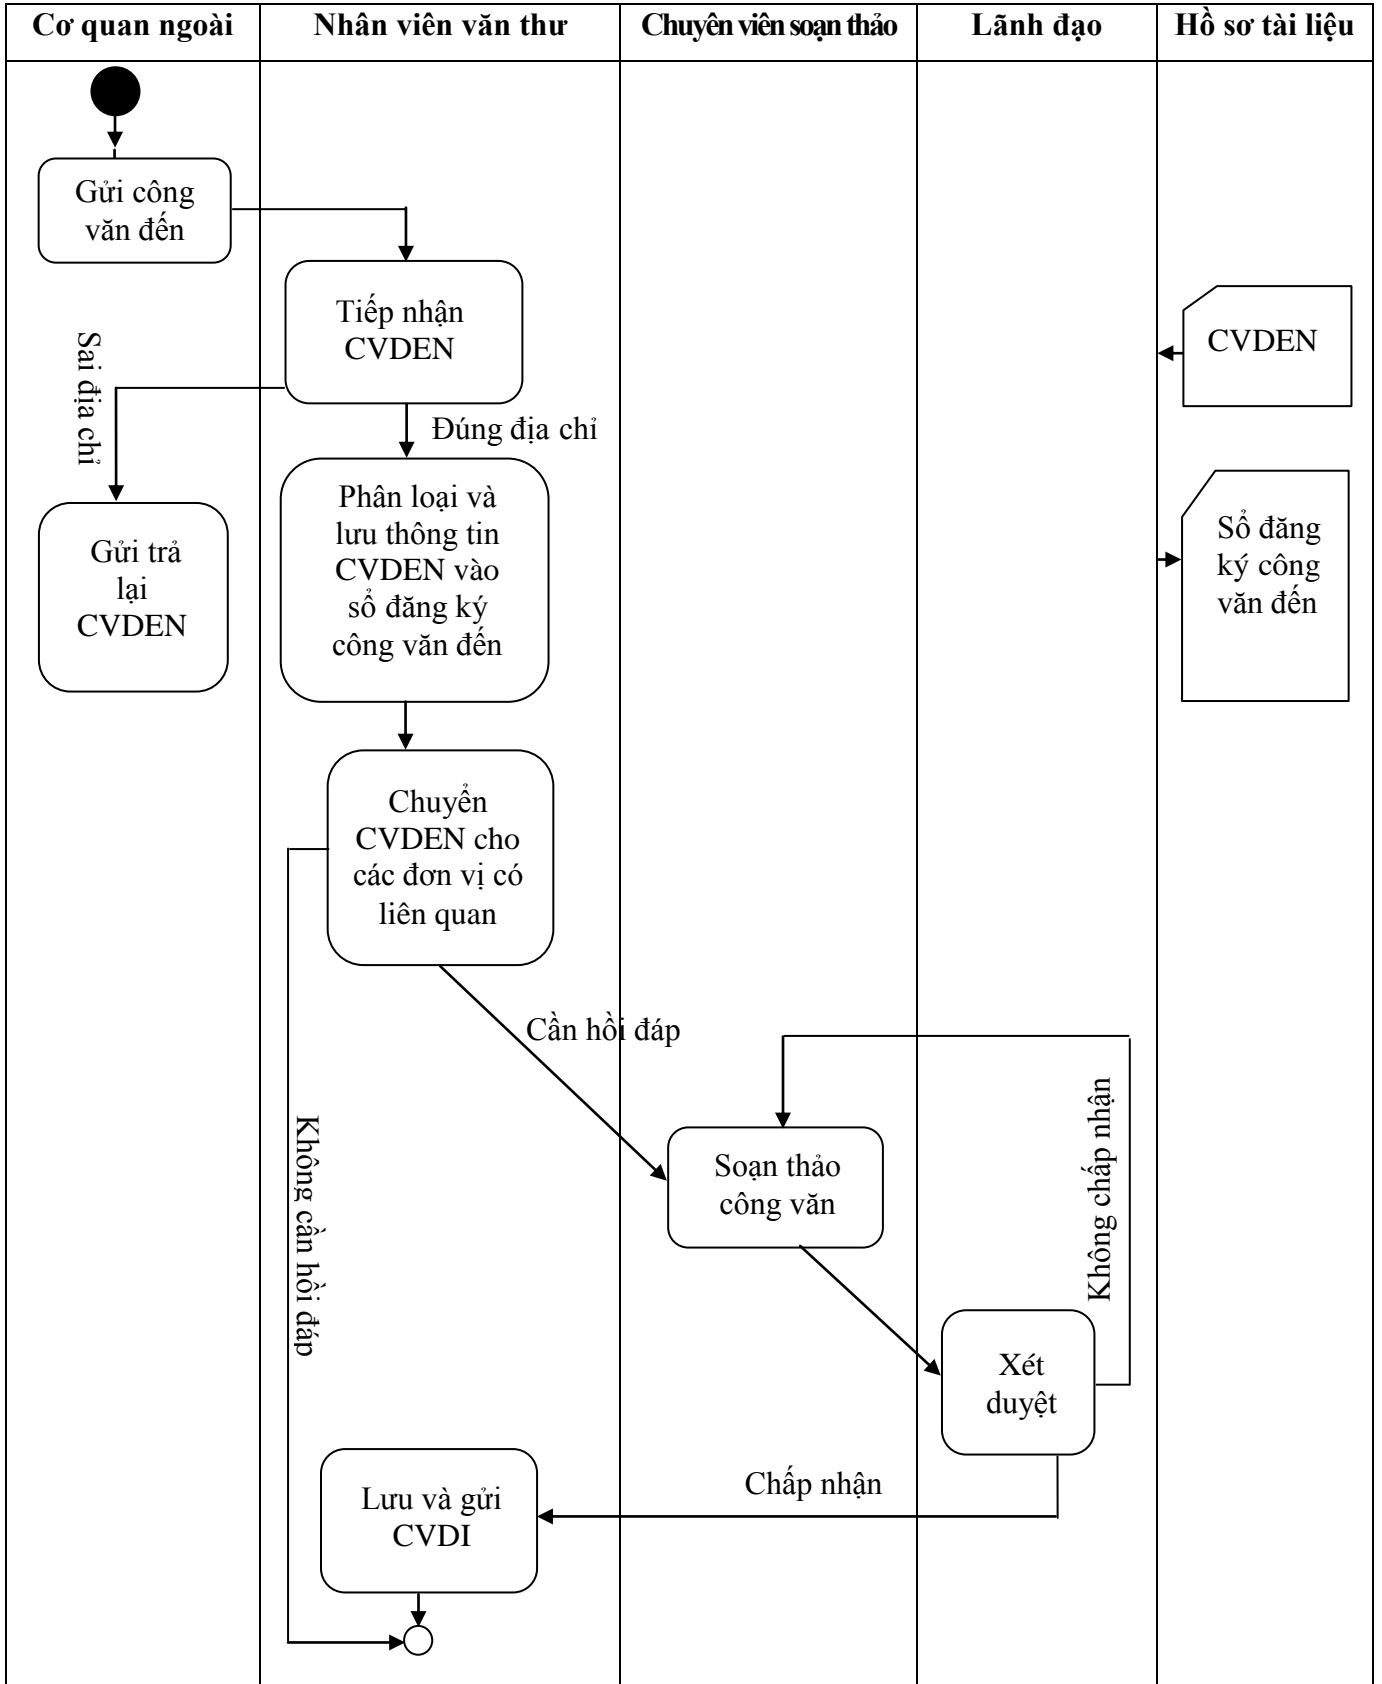 Cơ quan ngoài
Nhân viên văn thư
Chuyên viên soạn thảo
Lãnh đạo
Hồ sơ tài liệu
Gửi công
văn đến
Tiếp nhận
CVDEN
CVDEN
Sai địa chỉ
Đúng địa chỉ
Phân loại và
lưu thông tin
CVDEN vào
sổ đăng ký
công văn đến
Sổ đăng
ký công
văn đến
Gửi trả
lại
CVDEN
Chuyển
CVDEN cho
các đơn vị có
liên quan
Cần hồi đáp
Không cần hồi đáp
Soạn thảo
công văn
Không chấp nhận
Xét
duyệt
Chấp nhận
Lưu và gửi
CVDI